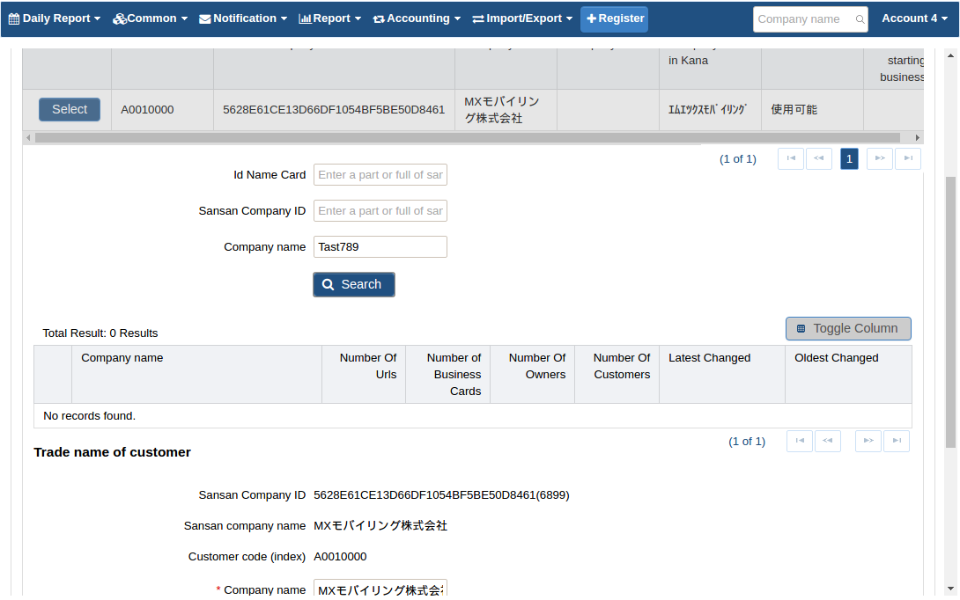 Daily Report Common Notification Report Accounting Import/Export Register Company name Account 4
in Kana
starting
business
Select A0010000 5628E61CE13D66DF1054BF5BE50D8461 MXモバイリン ｴﾑｴﾂｸｽﾓﾊﾞｲﾘﾝｸﾞ 使用可能
グ株式会社
(1 of 1) 1
Id Name Card Enter a part or full of sar
Sansan Company ID Enter a part or full of sar
Company name Tast789
Search
Total Result: 0 Results Toggle Column
Company name Number Of Number of Number Of Number Of Latest Changed Oldest Changed
Urls Business Owners Customers
Cards
No records found.
(1 of 1)
Trade name of customer
Sansan Company ID 5628E61CE13D66DF1054BF5BE50D8461(6899)
Sansan company name MXモバイリング株式会社
Customer code (index) A0010000
* Company name MXモバイリング株式会